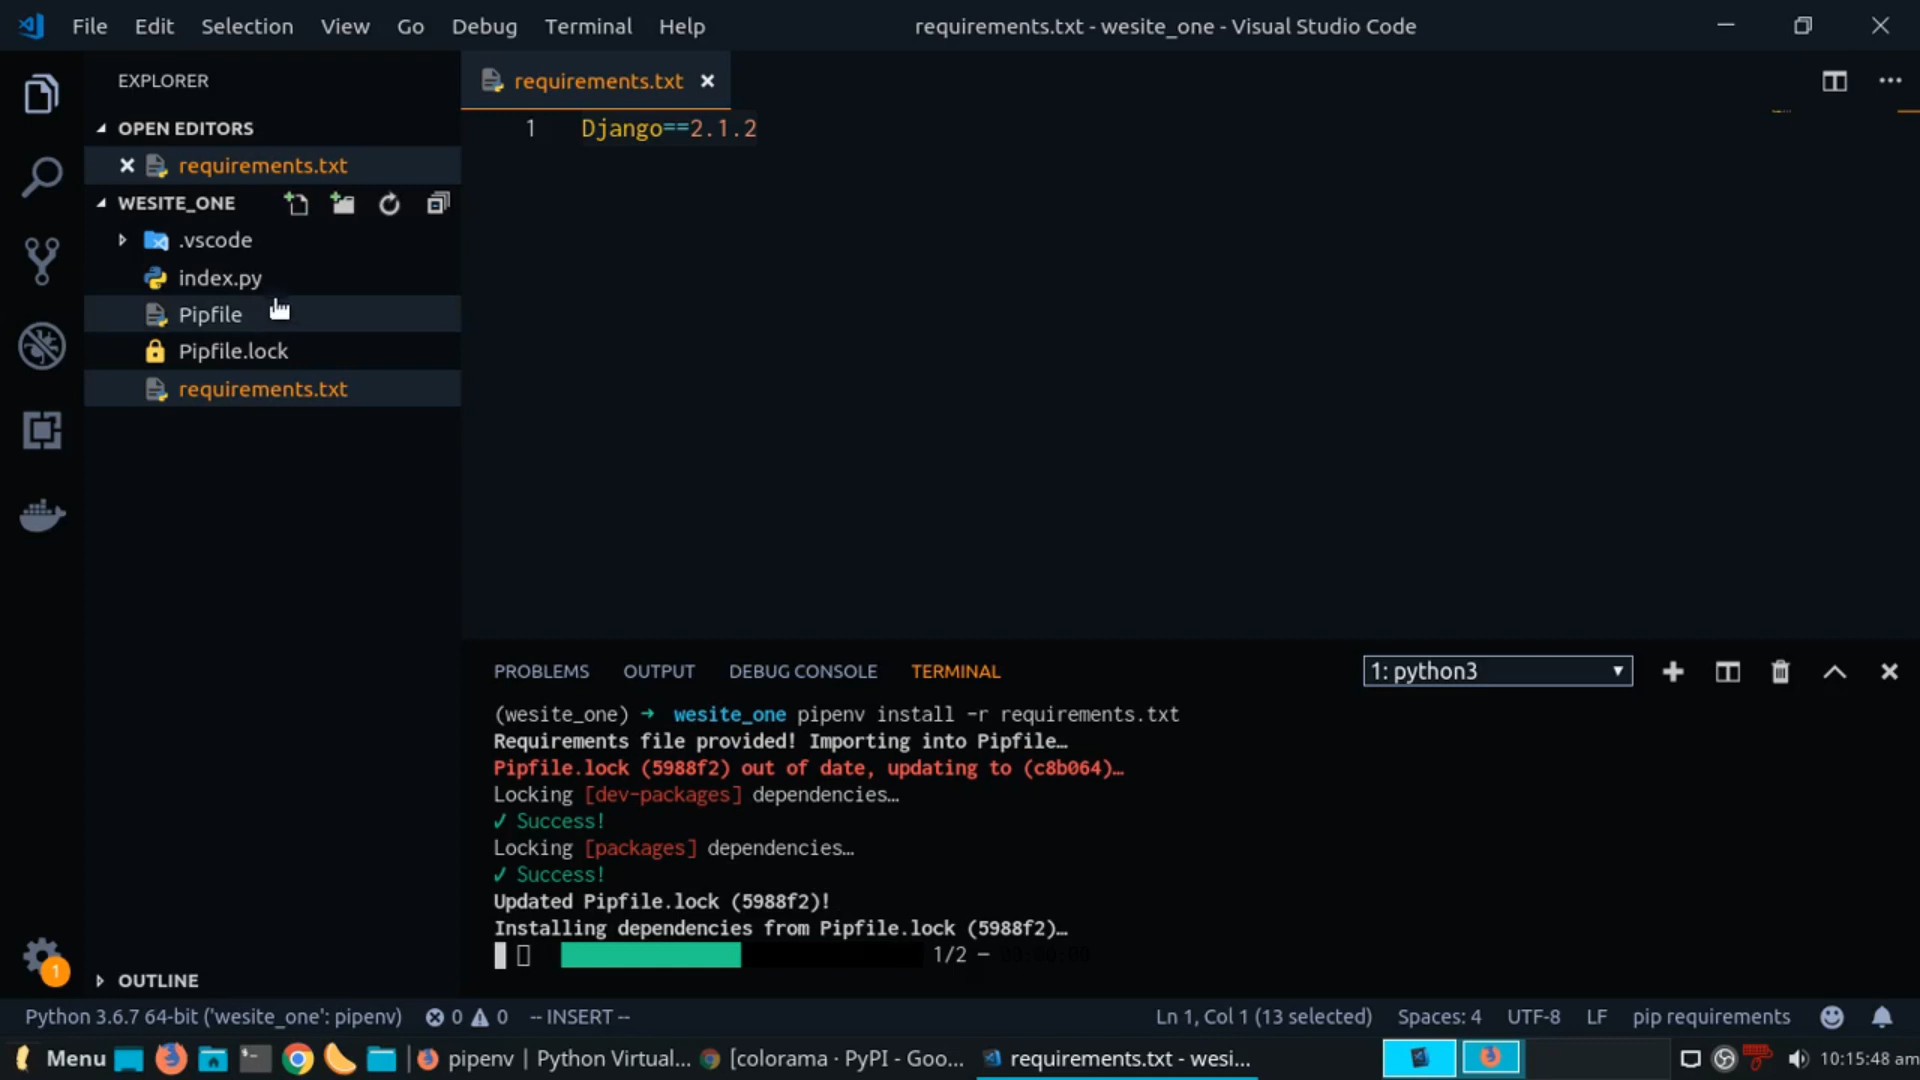 File Edit Selection View Go Debug Terminal Help
requirements.txt - wesite_one - Visual Studio Code
EXPLORER
OPEN EDITORS
requirements.txt
WESITE_ONE
.vscode
index.py
Pipfile
Pipfile.lock
requirements.txt
OUTLINE
requirements.txt
1 Django==2.1.2
PROBLEMS OUTPUT DEBUG CONSOLE TERMINAL
1: python3
(wesite_one) → wesite_one pipenv install -r requirements.txt
Requirements file provided! Importing into Pipfile…
Pipfile.lock (5988f2) out of date, updating to (c8b064)…
Locking [dev-packages] dependencies…
✓ Success!
Locking [packages] dependencies…
✓ Success!
Updated Pipfile.lock (5988f2)!
Installing dependencies from Pipfile.lock (5988f2)…
1/2 —
1
Python 3.6.7 64-bit ('wesite_one': pipenv) 0 0 -- INSERT --
Ln 1, Col 1 (13 selected) Spaces: 4 UTF-8 LF pip requirements
Menu pipenv | Python Virtual... [colorama · PyPI - Goo... requirements.txt - wesi...
10:15:48 am